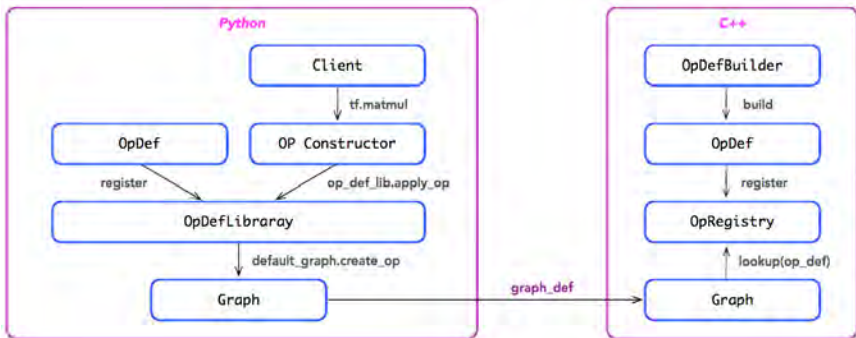 Python
C++
Client
OpDefBuilder
tf.matmul
build
OpDef
OP Constructor
OpDef
register
op_def_lib.apply_op
register
OpDefLibraray
OpRegistry
default_graph.create_op
lookup(op_def)
graph_def
Graph
Graph